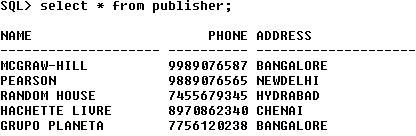 SQL> select * from publisher;
NAME PHONE ADDRESS
-------------------- ---------- --------------------
MCGRAW-HILL 9989076587 BANGALORE
PEARSON 9889076565 NEWDELHI
RANDOM HOUSE 7455679345 HYDRABAD
HACHETTE LIVRE 8970862340 CHENAI
GRUPO PLANETA 7756120238 BANGALORE